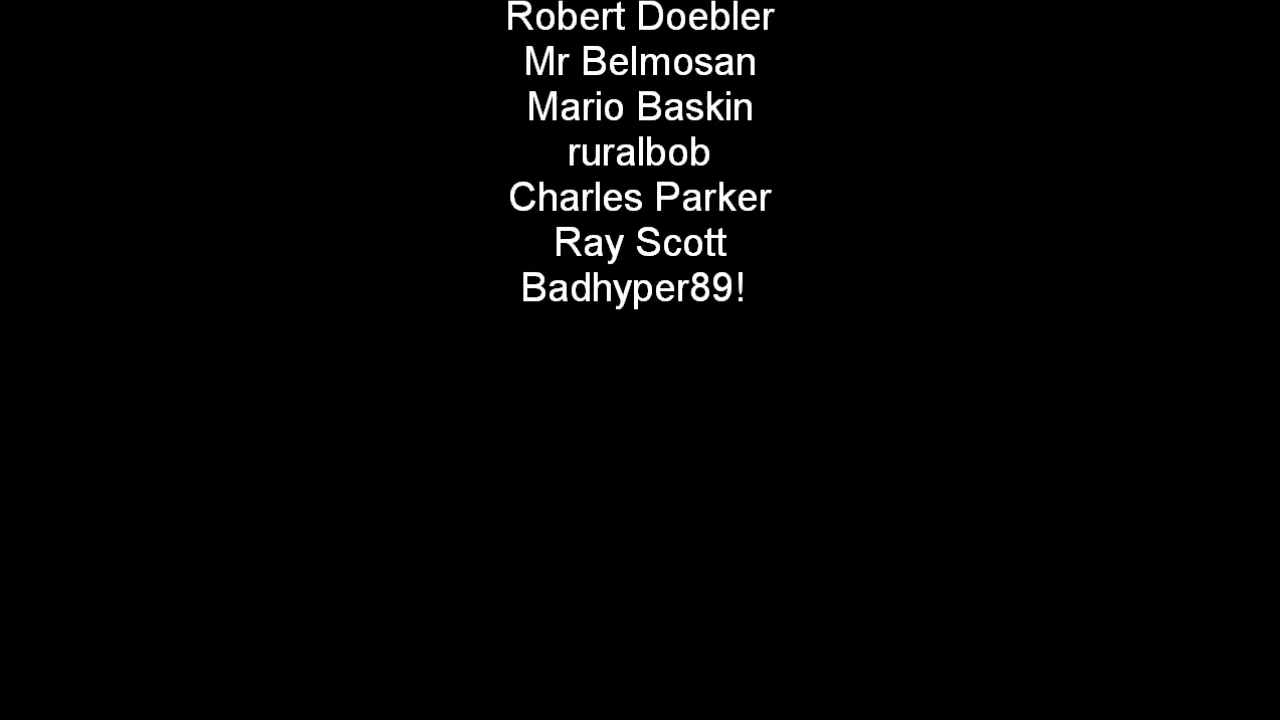 Robert Doebler
Mr Belmosan
Mario Baskin
ruralbob
Charles Parker
Ray Scott
Badhyper89!